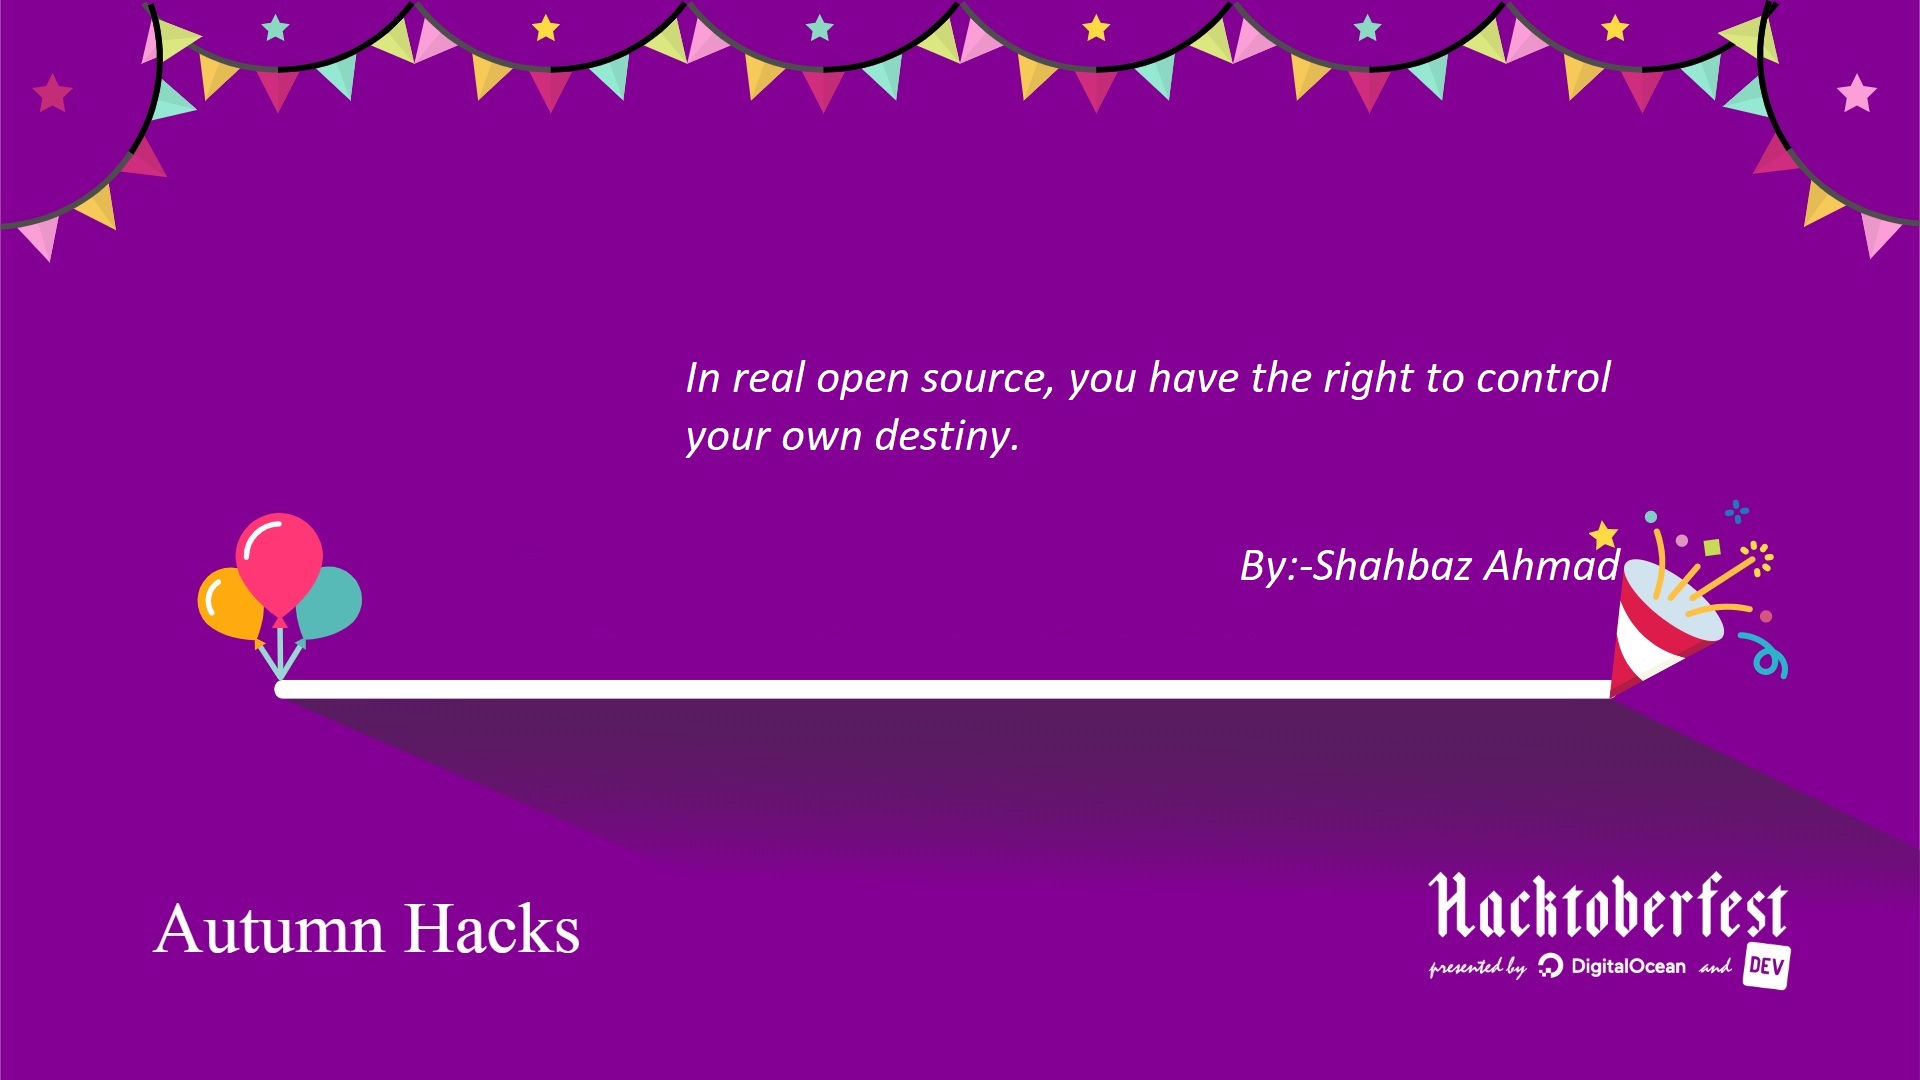 In real open source, you have the right to control
your own destiny.
By:-Shahbaz Ahmad
Autumn Hacks
Hacktoberfest
presented by DigitalOcean and DEV